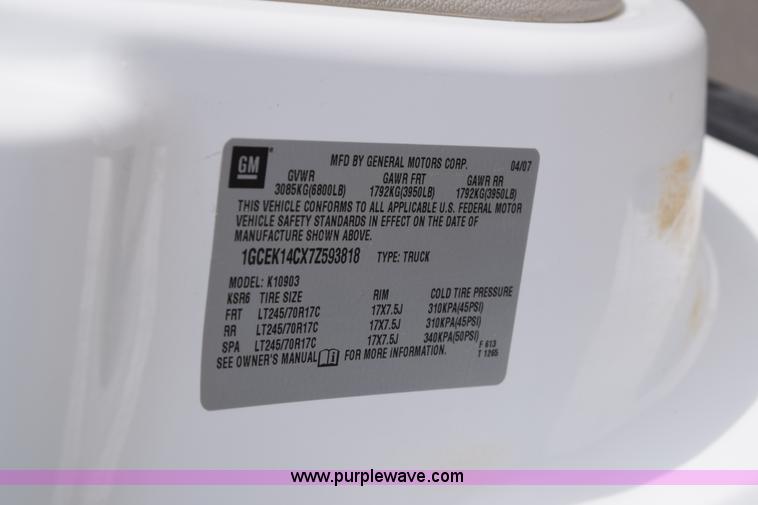 GM
MFD BY GENERAL MOTORS CORP. 04/07
GVWR GAWR FRT GAWR RR
3085KG(6800LB) 1792KG(3950LB) 1792KG(3950LB)
THIS VEHICLE CONFORMS TO ALL APPLICABLE U.S. FEDERAL MOTOR
VEHICLE SAFETY STANDARDS IN EFFECT ON THE DATE OF
MANUFACTURE SHOWN ABOVE.
1GCEK14CX7Z593818 TYPE: TRUCK
MODEL: K10903
KSR6 TIRE SIZE RIM COLD TIRE PRESSURE
FRT LT245/70R17C 17X7.5J 310KPA(45PSI)
RR LT245/70R17C 17X7.5J 310KPA(45PSI)
SPA LT245/70R17C 17X7.5J 340KPA(50PSI)
SEE OWNER'S MANUAL FOR MORE INFORMATION.
F 613
T 1265
www.purplewave.com